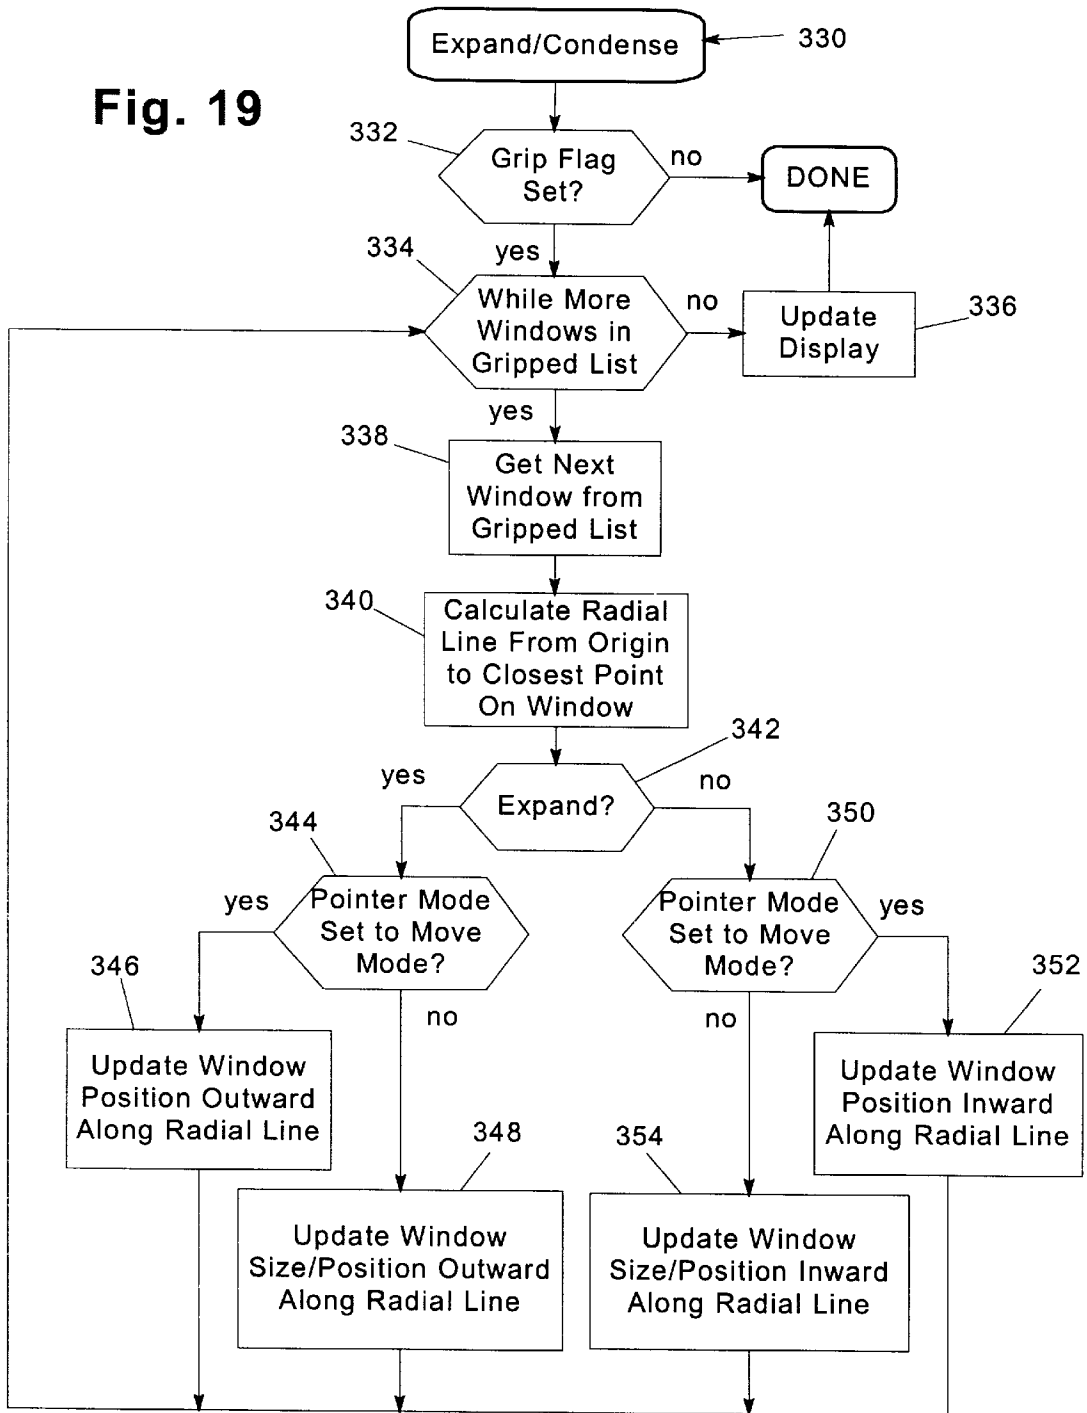 Expand/Condense
330
Fig. 19
332
Grip Flag
Set?
no
DONE
yes
334
While More
Windows in
Gripped List
no
Update
Display
336
yes
338
Get Next
Window from
Gripped List
340
Calculate Radial
Line From Origin
to Closest Point
On Window
342
yes
Expand?
no
344
350
yes
Pointer Mode
Set to Move
Mode?
Pointer Mode
Set to Move
Mode?
yes
346
no
no
352
Update Window
Position Outward
Along Radial Line
Update Window
Position Inward
Along Radial Line
348
354
Update Window
Size/Position Outward
Along Radial Line
Update Window
Size/Position Inward
Along Radial Line